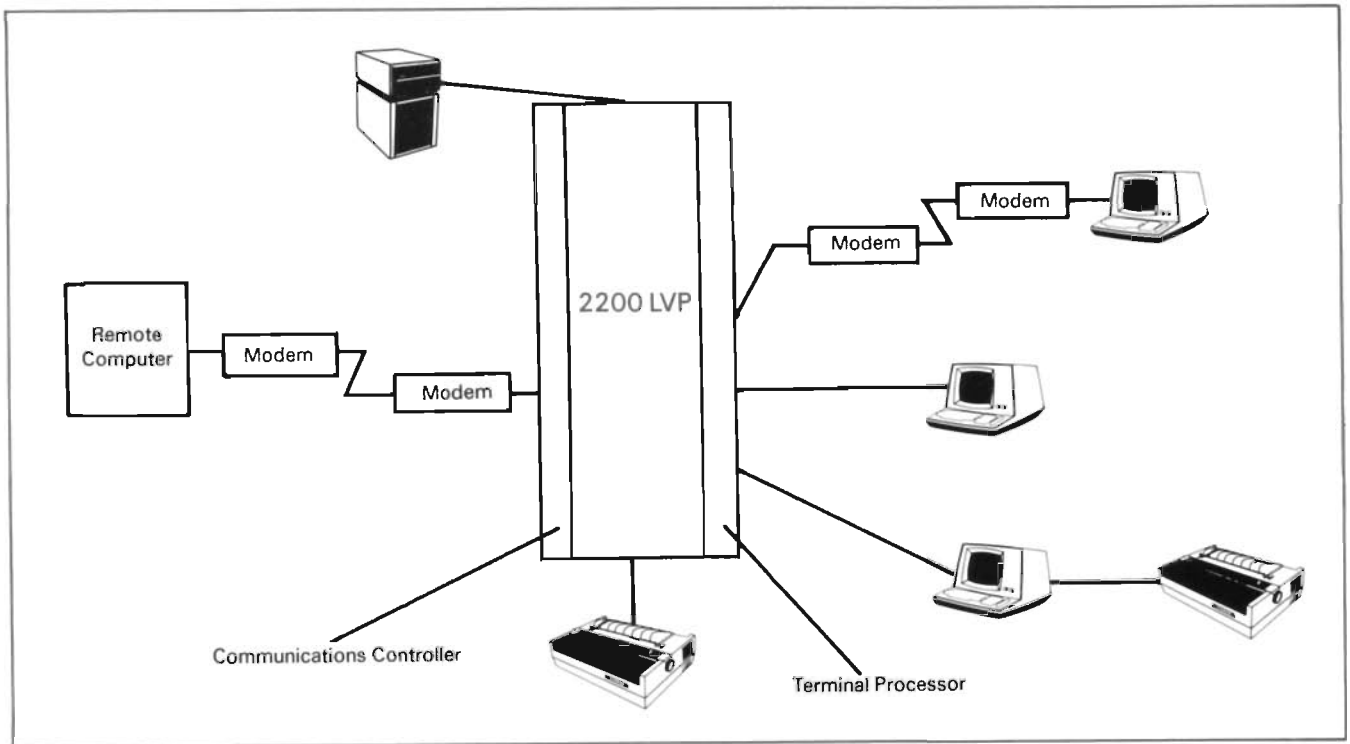 Modem
Modem
2200 LVP
Remote
Computer
Modem
Modem
Communications Controller
Terminal Processor